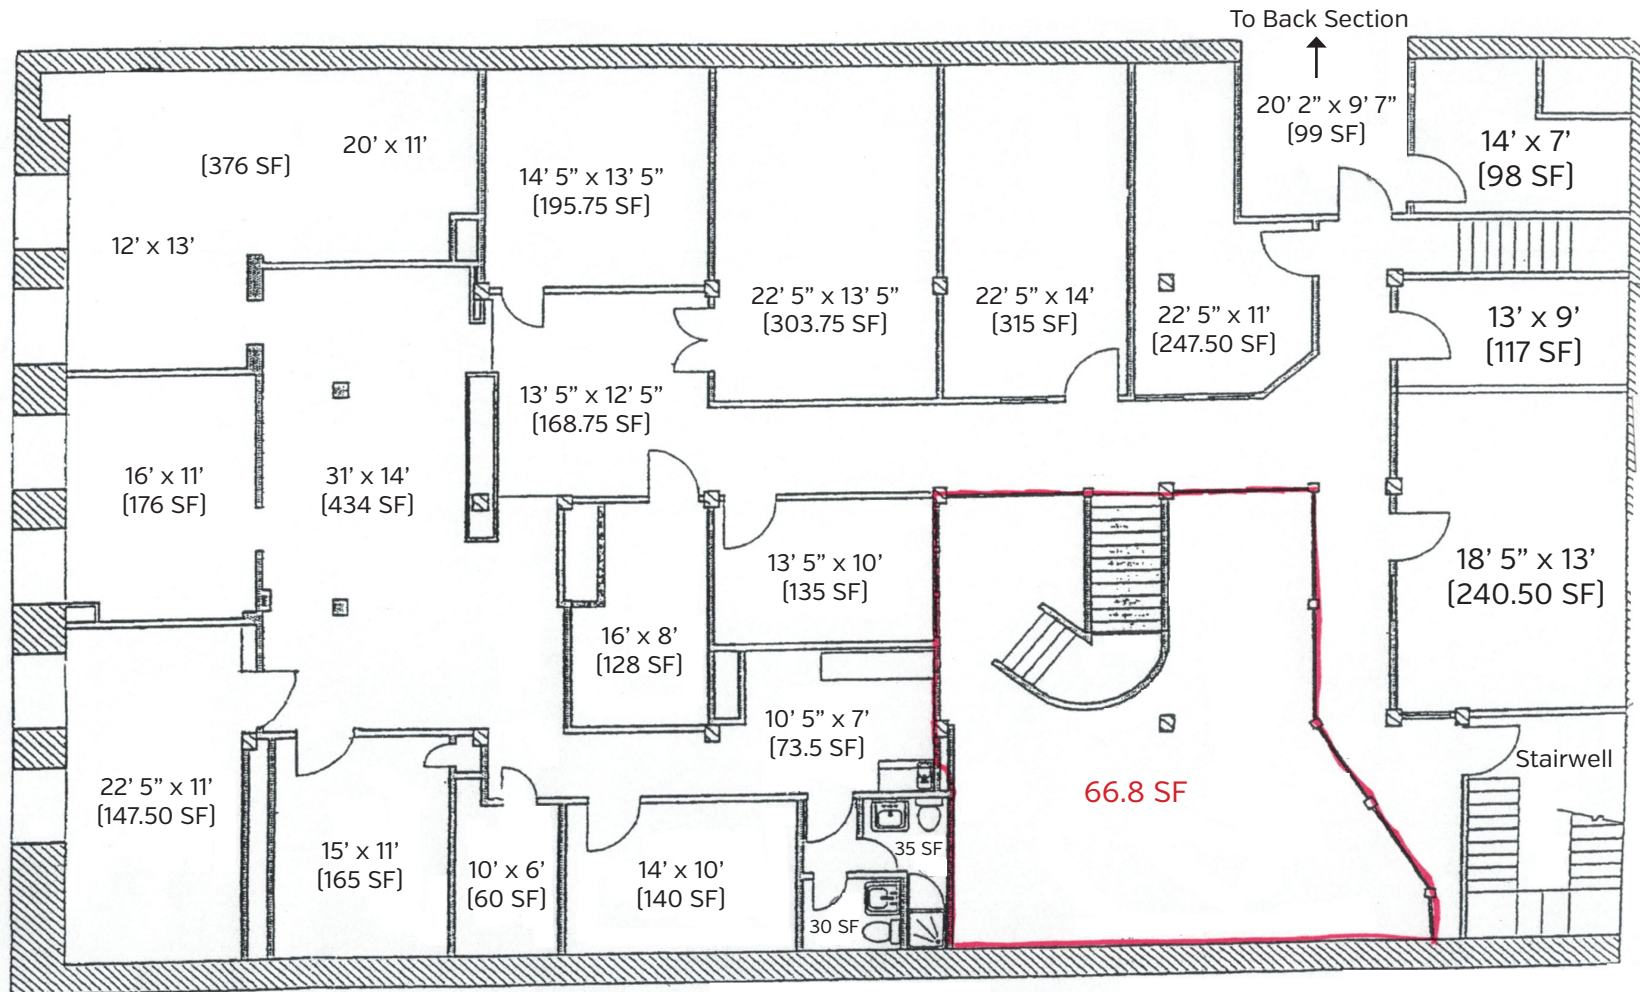 To Back Section
20’ 2” x 9’ 7”
(99 SF)
14’ x 7’
(98 SF)
20’ x 11’
(376 SF)
12’ x 13’
14’ 5” x 13’ 5”
(195.75 SF)
22’ 5” x 13’ 5”
(303.75 SF)
22’ 5” x 14’
(315 SF)
22’ 5” x 11’
(247.50 SF)
13’ x 9’
(117 SF)
13’ 5” x 12’ 5”
(168.75 SF)
16’ x 11’
(176 SF)
31’ x 14’
(434 SF)
13’ 5” x 10’
(135 SF)
18’ 5” x 13’
(240.50 SF)
16’ x 8’
(128 SF)
10’ 5” x 7’
(73.5 SF)
66.8 SF
Stairwell
22’ 5” x 11’
(147.50 SF)
15’ x 11’
(165 SF)
10’ x 6’
(60 SF)
14’ x 10’
(140 SF)
35 SF
30 SF